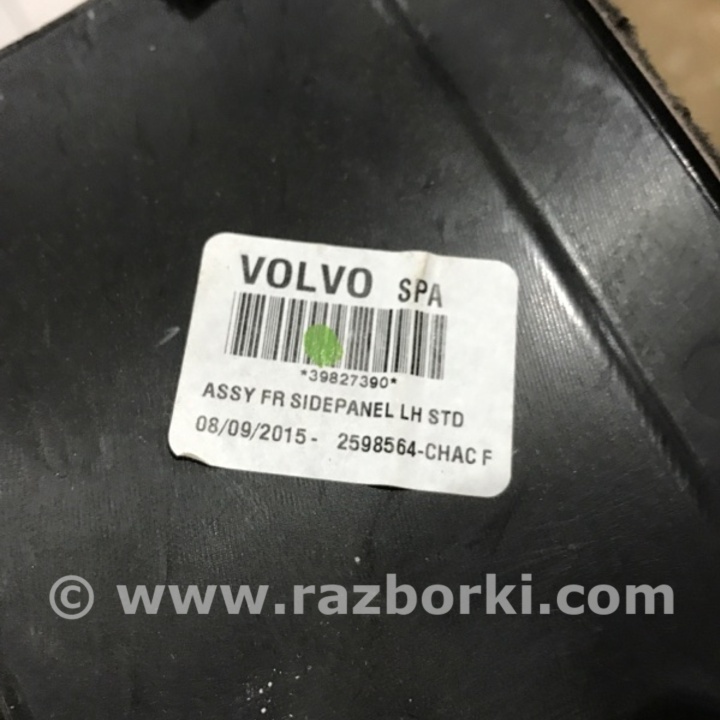 VOLVO SPA
*39827390*
ASSY FR SIDEPANEL LH STD
08/09/2015- 2598564-CHAC F
© www.razborki.com